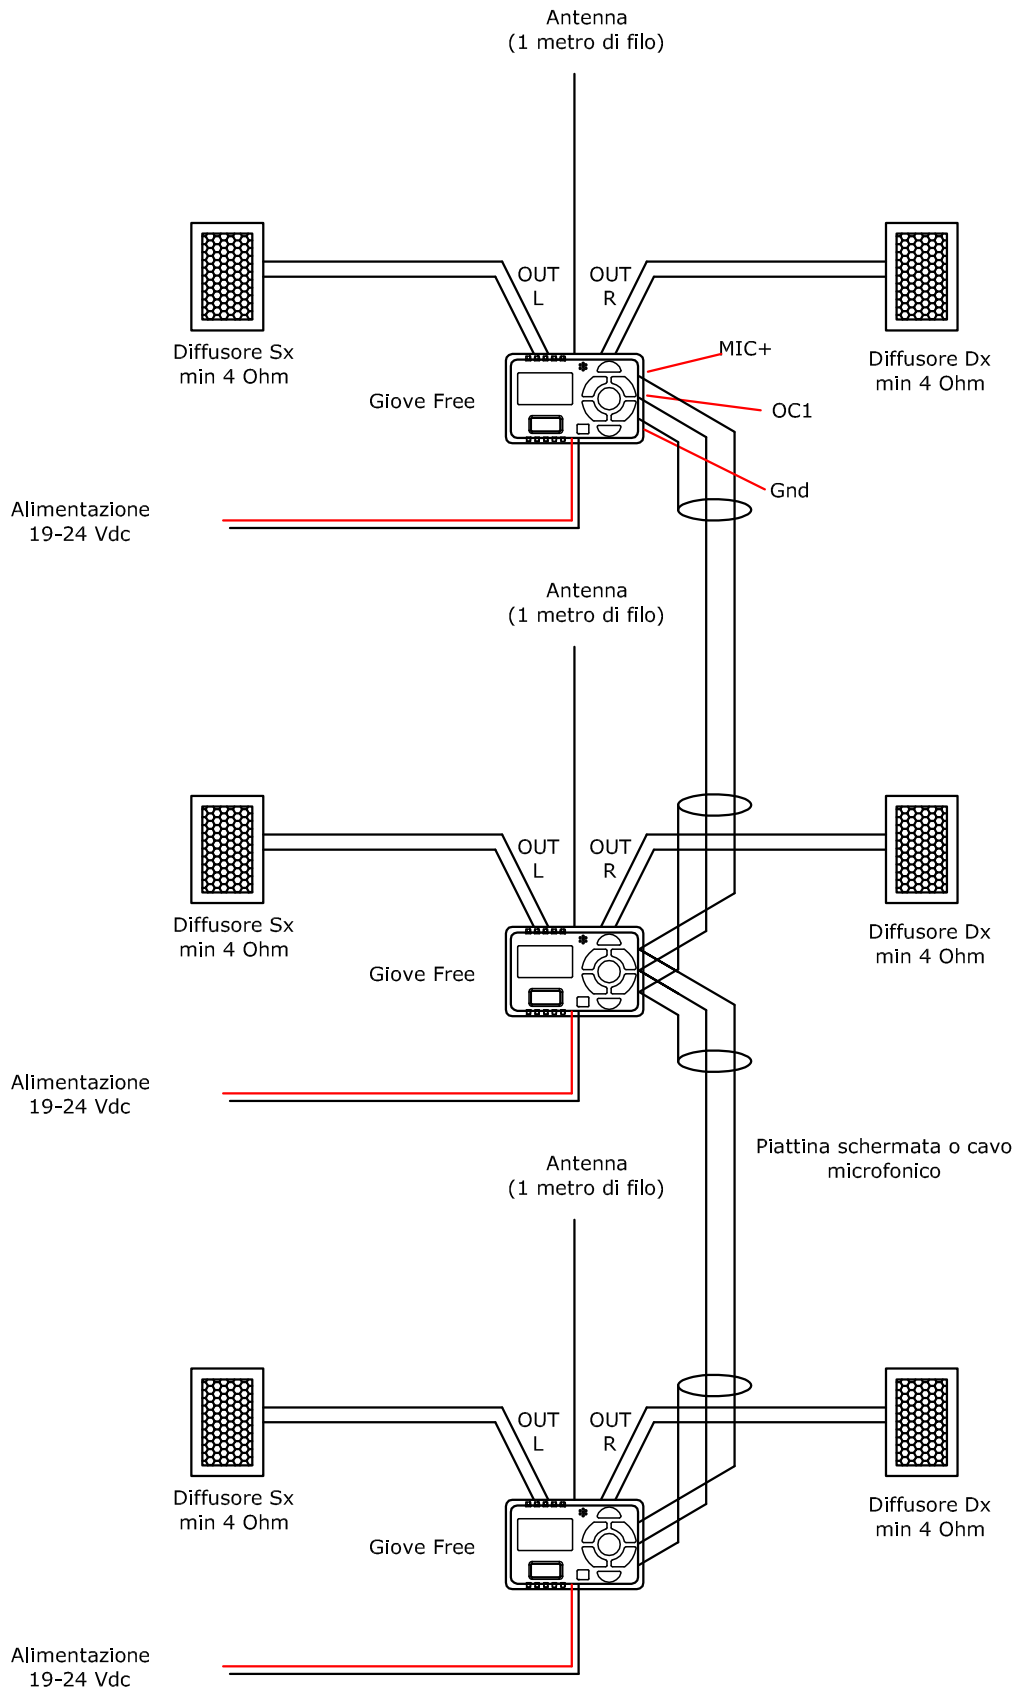 Antenna
(1 metro di filo)
OUT
L
OUT
R
MIC+
Diffusore Sx
min 4 Ohm
Diffusore Dx
min 4 Ohm
Giove Free
OC1
Gnd
Alimentazione
19-24 Vdc
Antenna
(1 metro di filo)
OUT
L
OUT
R
Diffusore Sx
min 4 Ohm
Diffusore Dx
min 4 Ohm
Giove Free
Alimentazione
19-24 Vdc
Piattina schermata o cavo
microfonico
Antenna
(1 metro di filo)
OUT
L
OUT
R
Diffusore Sx
min 4 Ohm
Diffusore Dx
min 4 Ohm
Giove Free
Alimentazione
19-24 Vdc